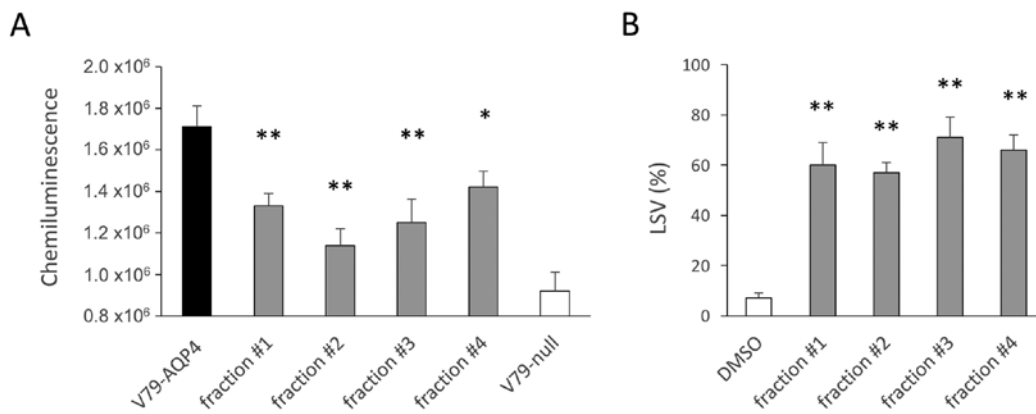 A
Chemiluminescence
2.0 x10⁶
1.8 x10⁶
1.6 x10⁶
1.4 x10⁶
1.2 x10⁶
1.0 x10⁶
0.8 x10⁶
**
**
**
*
V79-AQP4
fraction #1
fraction #2
fraction #3
fraction #4
V79-null
B
LSV (%)
100
80
60
40
20
0
**
**
**
**
DMSO
fraction #1
fraction #2
fraction #3
fraction #4